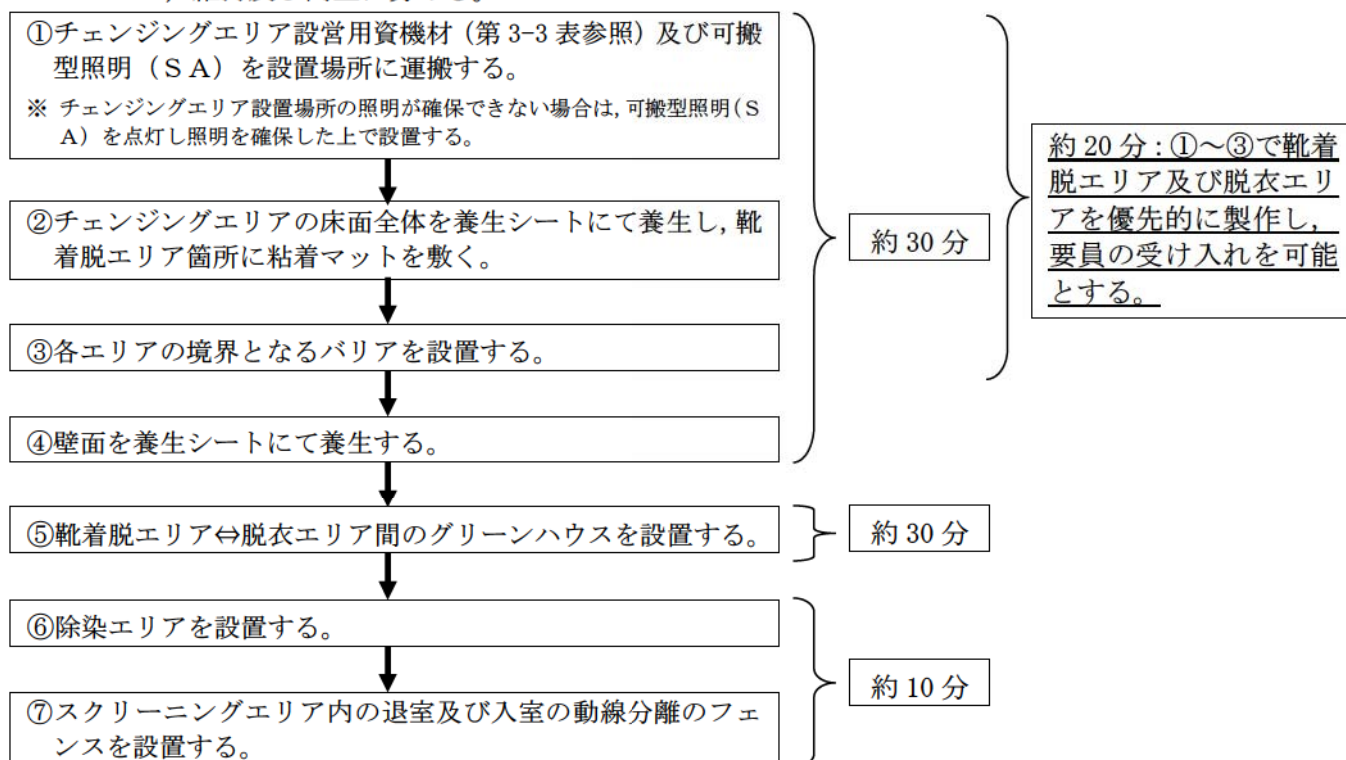 ①チェンジングエリア設営用資機材（第 3-3 表参照）及び可搬
型照明（ＳＡ）を設置場所に運搬する。
※ チェンジングエリア設置場所の照明が確保できない場合は，可搬型照明(Ｓ
Ａ）を点灯し照明を確保した上で設置する。
②チェンジングエリアの床面全体を養生シートにて養生し，靴
着脱エリア箇所に粘着マットを敷く。
③各エリアの境界となるバリアを設置する。
④壁面を養生シートにて養生する。
約 30 分
約 20 分：①～③で靴着
脱エリア及び脱衣エリ
アを優先的に製作し，
要員の受け入れを可能
とする。
⑤靴着脱エリア⇔脱衣エリア間のグリーンハウスを設置する。
約 30 分
⑥除染エリアを設置する。
⑦スクリーニングエリア内の退室及び入室の動線分離のフェ
ンスを設置する。
約 10 分